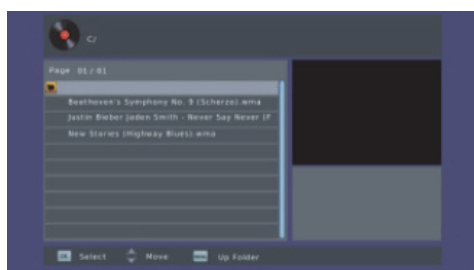 C/
Page 01/01
Beethoven's Symphony No. 9 (Scherzo).wma
Justin Bieber Jaden Smith - Never Say Never (F
New Stories (Highway Blues).wma
OK Select Move Up Folder